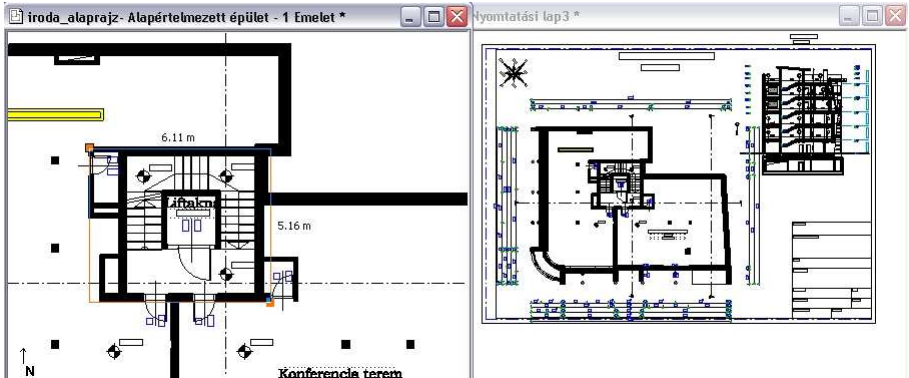 iroda_alaprajz- Alapértelmezett épület - 1 Emelet *
Nyomtatási lap3 *
6.11 m
Liftakna
5.16 m
N
Konferencia terem